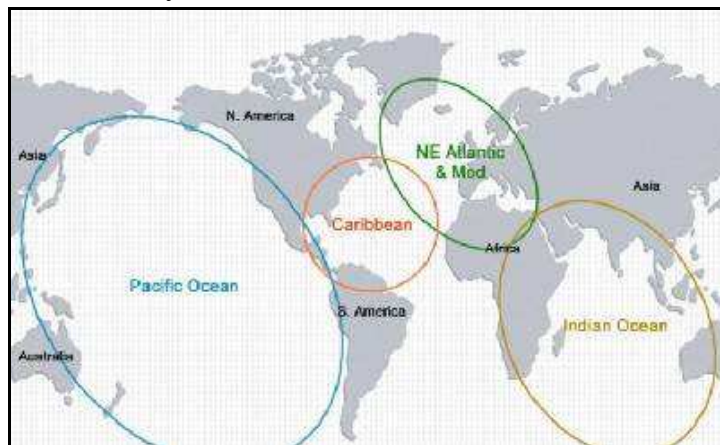 N. America
Asia
NE Atlantic
& Med
Asia
Caribbean
Africa
Pacific Ocean
S. America
Indian Ocean
Australia